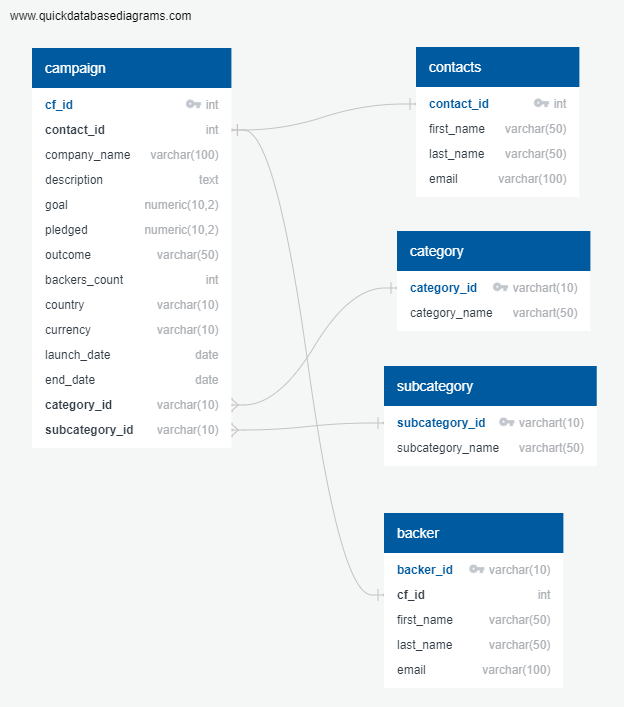 www.quickdatabasediagrams.com
campaign
cf_id int
contact_id int
company_name varchar(100)
description text
goal numeric(10,2)
pledged numeric(10,2)
outcome varchar(50)
backers_count int
country varchar(10)
currency varchar(10)
launch_date date
end_date date
category_id varchar(10)
subcategory_id varchar(10)
contacts
contact_id int
first_name varchar(50)
last_name varchar(50)
email varchar(100)
category
category_id varchart(10)
category_name varchart(50)
subcategory
subcategory_id varchart(10)
subcategory_name varchart(50)
backer
backer_id varchar(10)
cf_id int
first_name varchar(50)
last_name varchar(50)
email varchar(100)